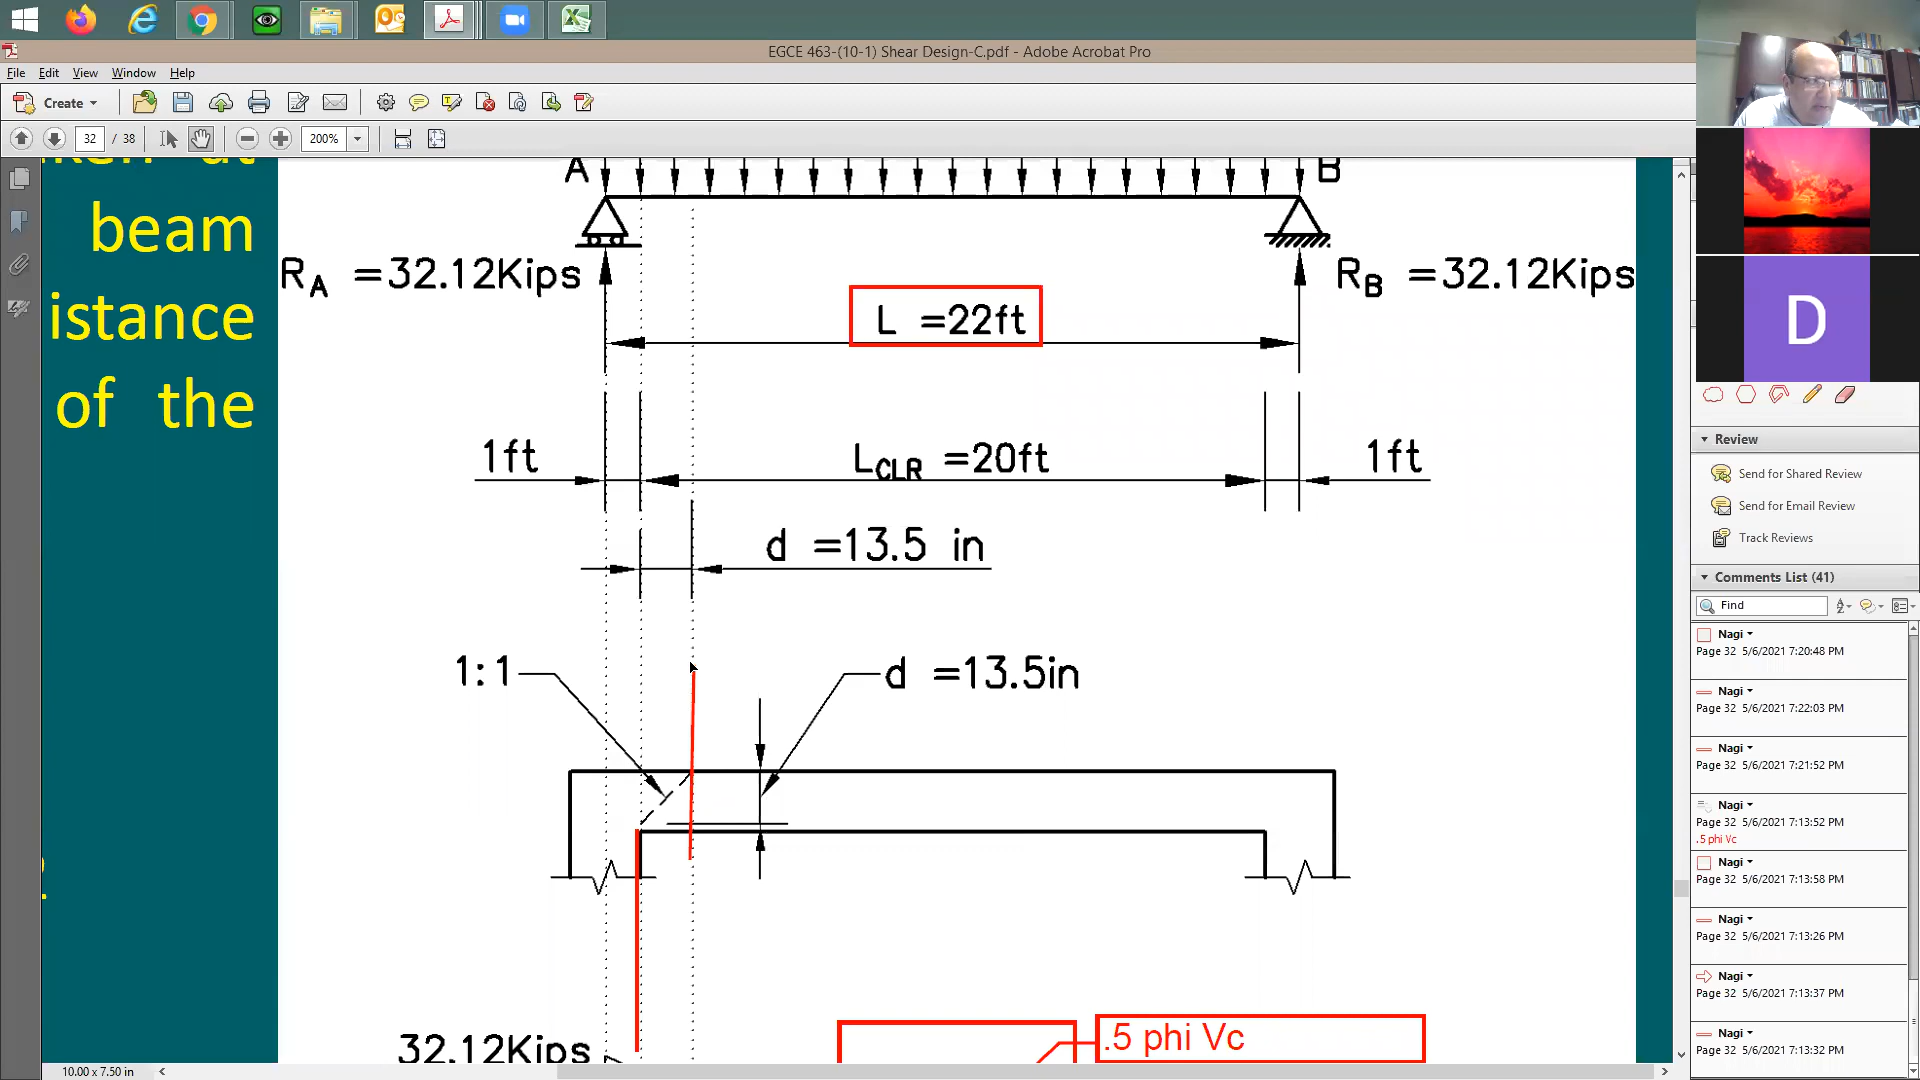 EGCE 463-(10-1) Shear Design-C.pdf - Adobe Acrobat Pro
File Edit View Window Help
Create
32 / 38 200%
beam
istance
of the
A B
RA =32.12Kips
RB =32.12Kips
L =22ft
1ft
LCLR =20ft
1ft
d =13.5 in
1:1
d =13.5in
32.12Kips
.5 phi Vc
10.00 x 7.50 in
D
Review
Send for Shared Review
Send for Email Review
Track Reviews
Comments List (41)
Find
Nagi
Page 32 5/6/2021 7:20:48 PM
Nagi
Page 32 5/6/2021 7:22:03 PM
Nagi
Page 32 5/6/2021 7:21:52 PM
Nagi
Page 32 5/6/2021 7:13:52 PM
.5 phi Vc
Nagi
Page 32 5/6/2021 7:13:58 PM
Nagi
Page 32 5/6/2021 7:13:26 PM
Nagi
Page 32 5/6/2021 7:13:37 PM
Nagi
Page 32 5/6/2021 7:13:32 PM